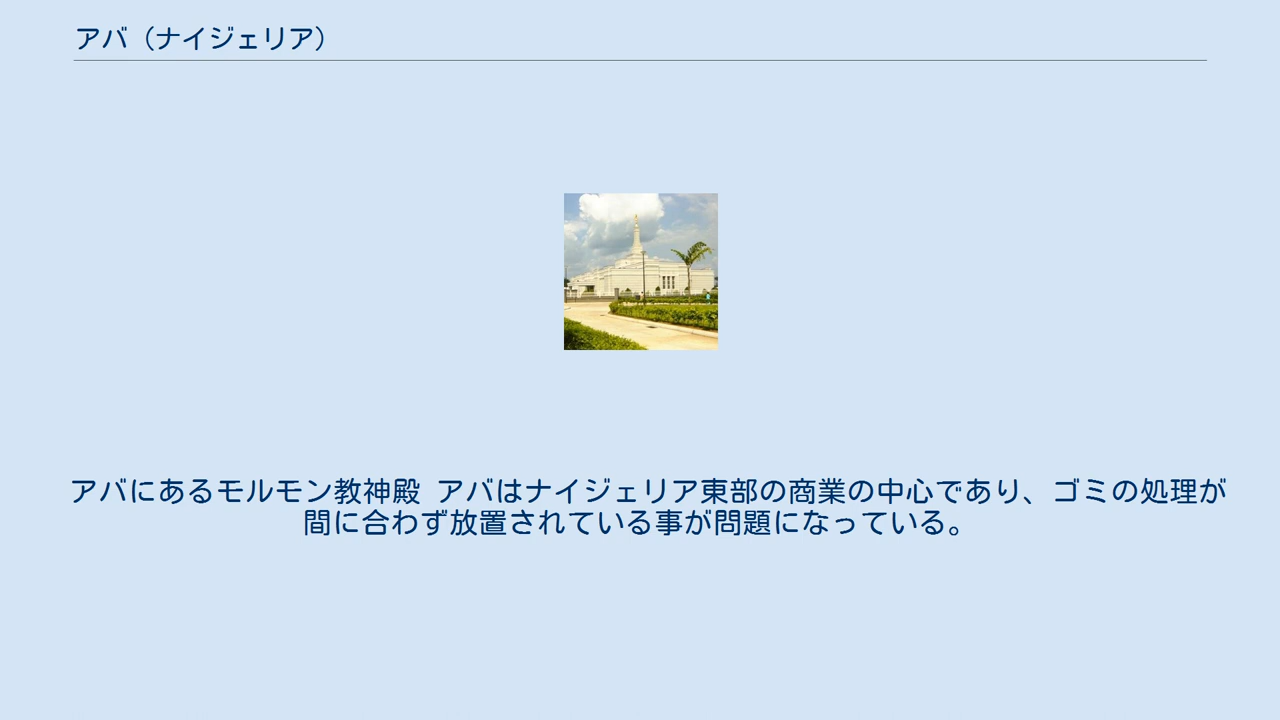 アバ（ナイジェリア）
アバにあるモルモン教神殿 アバはナイジェリア東部の商業の中心であり、ゴミの処理が
間に合わず放置されている事が問題になっている。